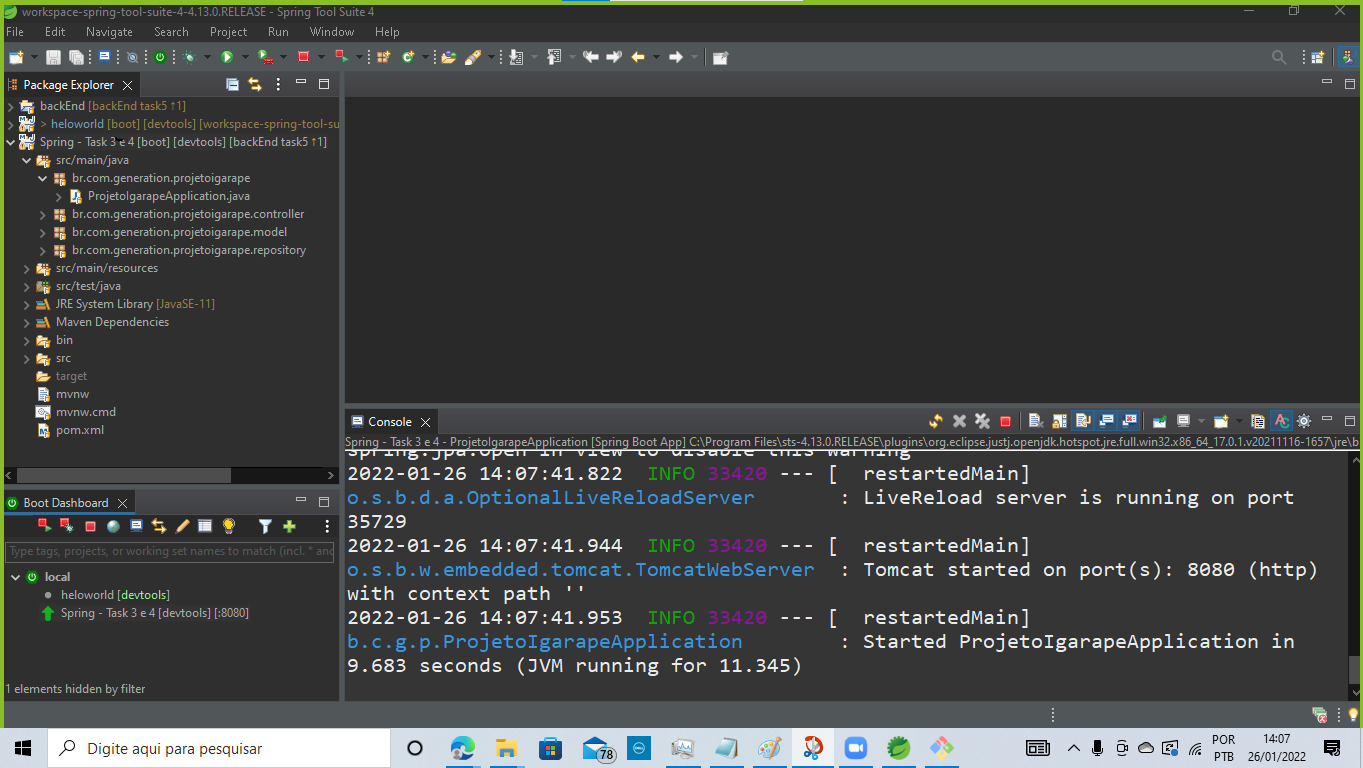 workspace-spring-tool-suite-4-4.13.0.RELEASE - Spring Tool Suite 4
File Edit Navigate Search Project Run Window Help
Package Explorer
backEnd [backEnd task5 ↑1]
> heloworld [boot] [devtools] [workspace-spring-tool-su
Spring - Task 3 e 4 [boot] [devtools] [backEnd task5 ↑1]
src/main/java
br.com.generation.projetoigarape
ProjetoIgarapeApplication.java
br.com.generation.projetoigarape.controller
br.com.generation.projetoigarape.model
br.com.generation.projetoigarape.repository
src/main/resources
src/test/java
JRE System Library [JavaSE-11]
Maven Dependencies
bin
src
target
mvnw
mvnw.cmd
pom.xml
Boot Dashboard
Type tags, projects, or working set names to match (incl. * and
local
heloworld [devtools]
Spring - Task 3 e 4 [devtools] [:8080]
1 elements hidden by filter
Console
Spring - Task 3 e 4 - ProjetoIgarapeApplication [Spring Boot App] C:\Program Files\sts-4.13.0.RELEASE\plugins\org.eclipse.justj.openjdk.hotspot.jre.full.win32.x86_64_17.0.1.v20211116-1657\jre\b
spring.jpa.open-in-view to disable this warning
2022-01-26 14:07:41.822 INFO 33420 --- [ restartedMain]
o.s.b.d.a.OptionalLiveReloadServer : LiveReload server is running on port
35729
2022-01-26 14:07:41.944 INFO 33420 --- [ restartedMain]
o.s.b.w.embedded.tomcat.TomcatWebServer : Tomcat started on port(s): 8080 (http)
with context path ''
2022-01-26 14:07:41.953 INFO 33420 --- [ restartedMain]
b.c.g.p.ProjetoIgarapeApplication : Started ProjetoIgarapeApplication in
9.683 seconds (JVM running for 11.345)
Digite aqui para pesquisar
78
DELL
POR
PTB
14:07
26/01/2022